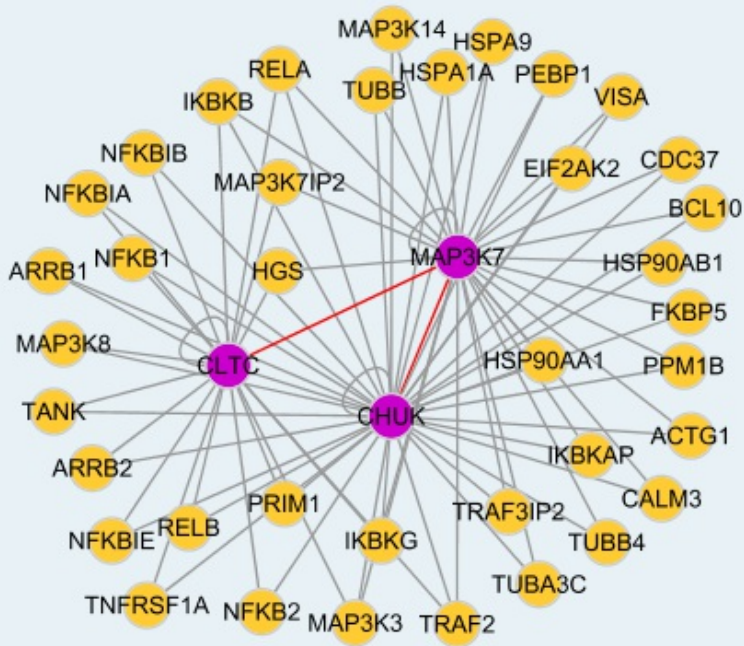 MAP3K14
HSPA9
RELA
HSPA1A
PEBP1
IKBKB
TUBB
VISA
NFKBIB
EIF2AK2
CDC37
NFKBIA
MAP3K7IP2
BCL10
ARRB1
NFKB1
HGS
MAP3K7
HSP90AB1
FKBP5
MAP3K8
CLTC
HSP90AA1
PPM1B
TANK
CHUK
ACTG1
ARRB2
IKBKAP
PRIM1
CALM3
NFKBIE
RELB
IKBKG
TRAF3IP2
TUBB4
TNFRSF1A
NFKB2
MAP3K3
TRAF2
TUBA3C